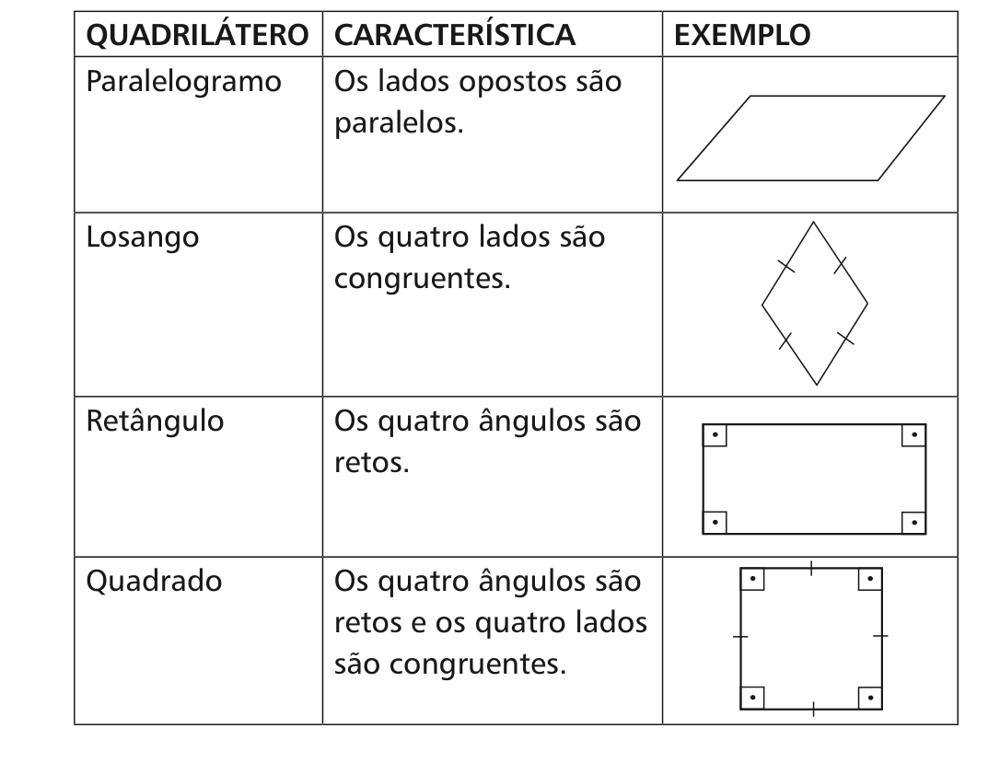 QUADRILÁTERO CARACTERÍSTICA EXEMPLO
Paralelogramo Os lados opostos são
paralelos.
Losango Os quatro lados são
congruentes.
Retângulo Os quatro ângulos são
retos.
Quadrado Os quatro ângulos são
retos e os quatro lados
são congruentes.